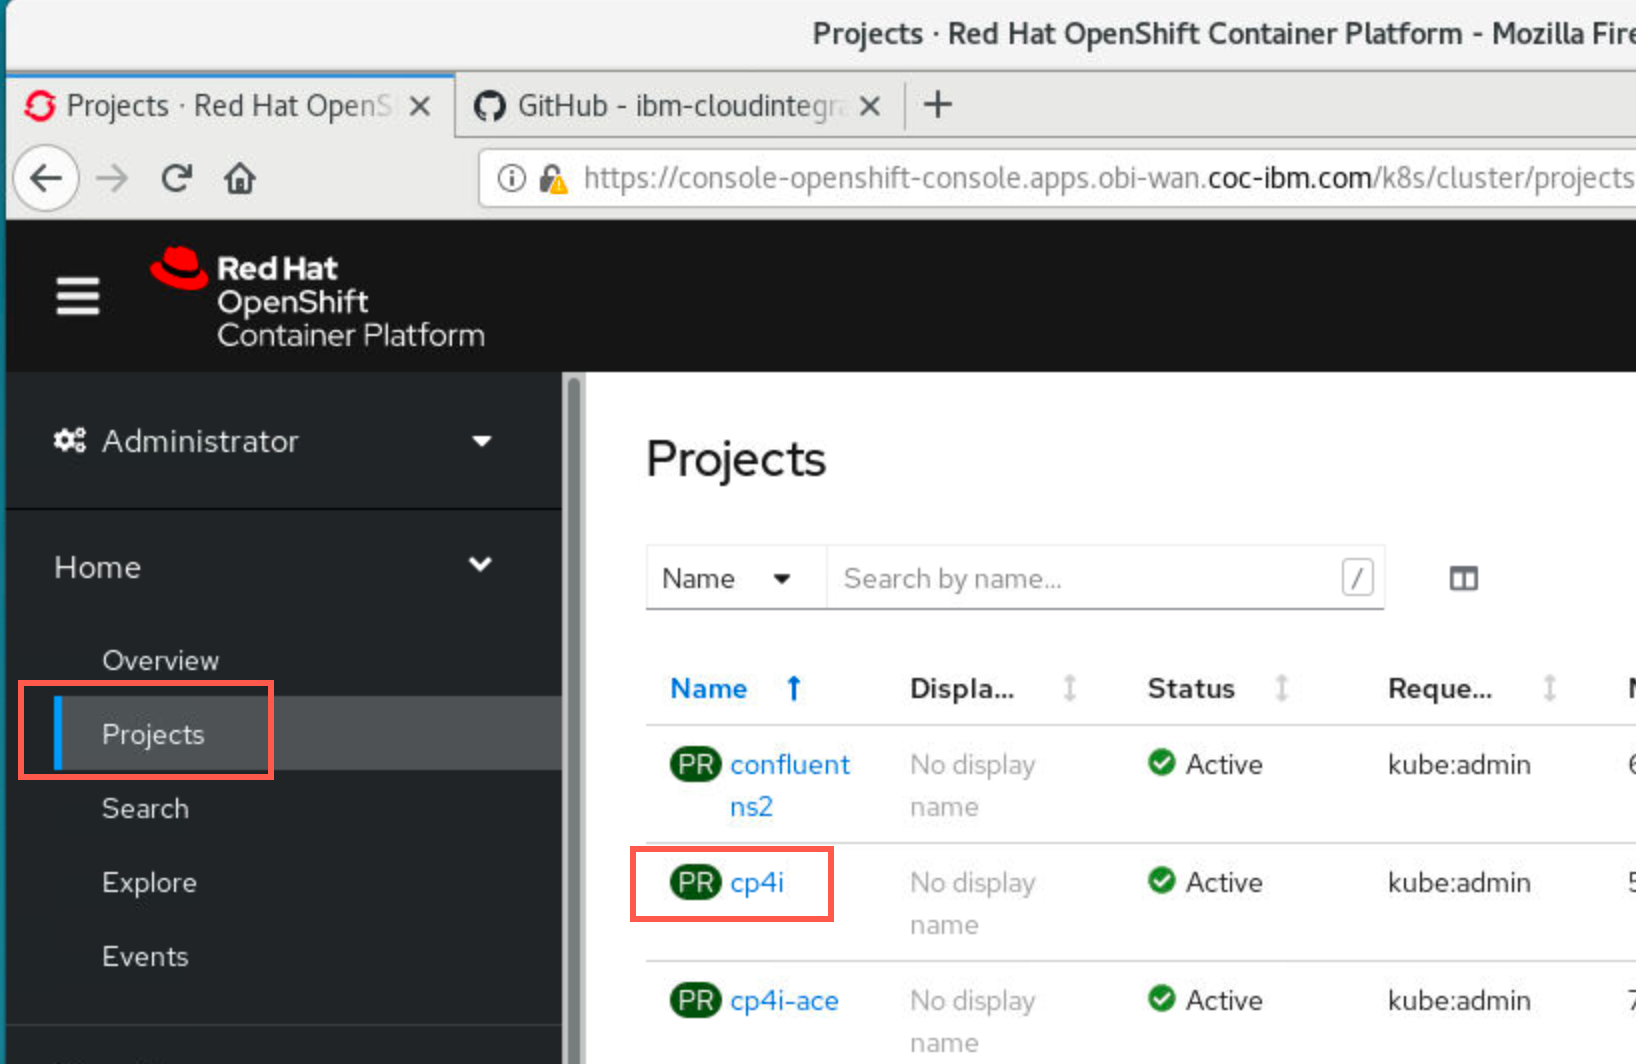 Projects · Red Hat OpenShift Container Platform - Mozilla Fire
Projects · Red Hat OpenS
GitHub - ibm-cloudintegra
https://console-openshift-console.apps.obi-wan.coc-ibm.com/k8s/cluster/projects
Red Hat
OpenShift
Container Platform
Administrator
Home
Overview
Projects
Search
Explore
Events
Projects
Name
Search by name...
/
Name Displa... Status Reque...
PR confluent No display Active kube:admin
ns2 name
PR cp4i No display Active kube:admin
name
PR cp4i-ace No display Active kube:admin
name